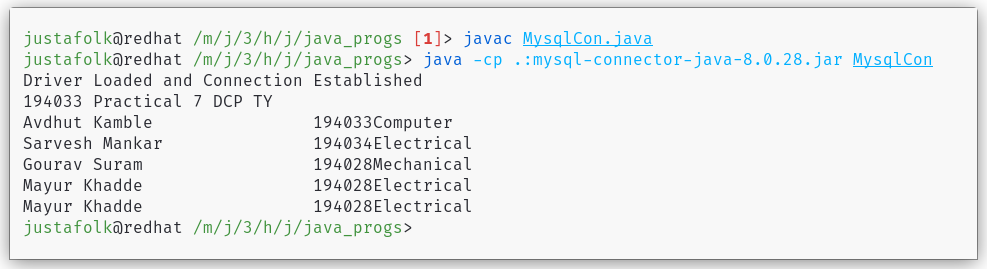 justafolk@redhat /m/j/3/h/j/java_progs [1]> javac MysqlCon.java
justafolk@redhat /m/j/3/h/j/java_progs> java -cp .:mysql-connector-java-8.0.28.jar MysqlCon
Driver Loaded and Connection Established
194033 Practical 7 DCP TY
Avdhut Kamble                194033Computer
Sarvesh Mankar               194034Electrical
Gourav Suram                 194028Mechanical
Mayur Khadde                 194028Electrical
Mayur Khadde                 194028Electrical
justafolk@redhat /m/j/3/h/j/java_progs>